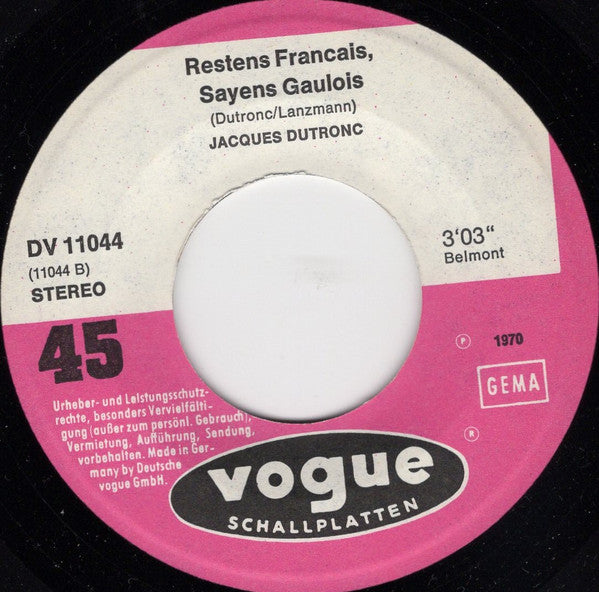 Restens Francais,
Sayens Gaulois
(Dutronc/Lanzmann)
JACQUES DUTRONC
DV 11044
(11044 B)
STEREO
3'03"
Belmont
45
℗ 1970
GEMA
Urheber- und Leistungsschutz-
rechte, besonders Vervielfälti-
gung (außer zum persönl. Gebrauch),
Vermietung, Aufführung, Sendung,
vorbehalten. Made in Ger-
many by Deutsche
vogue GmbH.
®
vogue
SCHALLPLATTEN